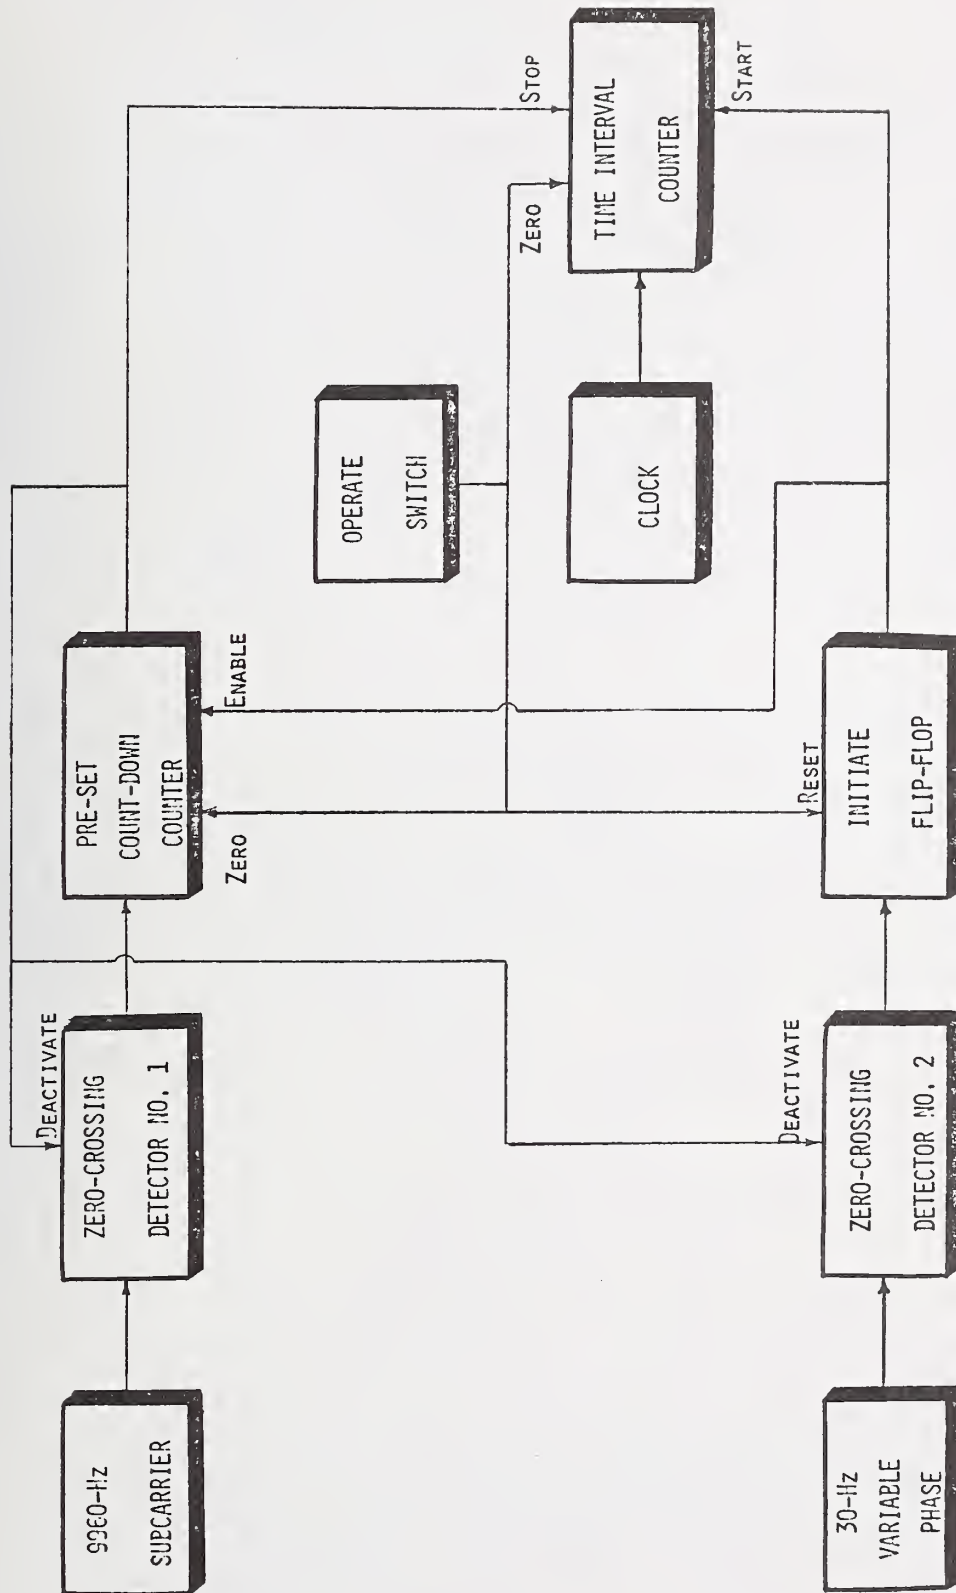 9960-Hz
SUBCARRIER
ZERO-CROSSING
DETECTOR NO. 1
DEACTIVATE
PRE-SET
COUNT-DOWN
COUNTER
ZERO
ENABLE
OPERATE
SWITCH
STOP
ZERO
TIME INTERVAL
COUNTER
START
CLOCK
30-Hz
VARIABLE
PHASE
ZERO-CROSSING
DETECTOR NO. 2
DEACTIVATE
INITIATE
FLIP-FLOP
RESET